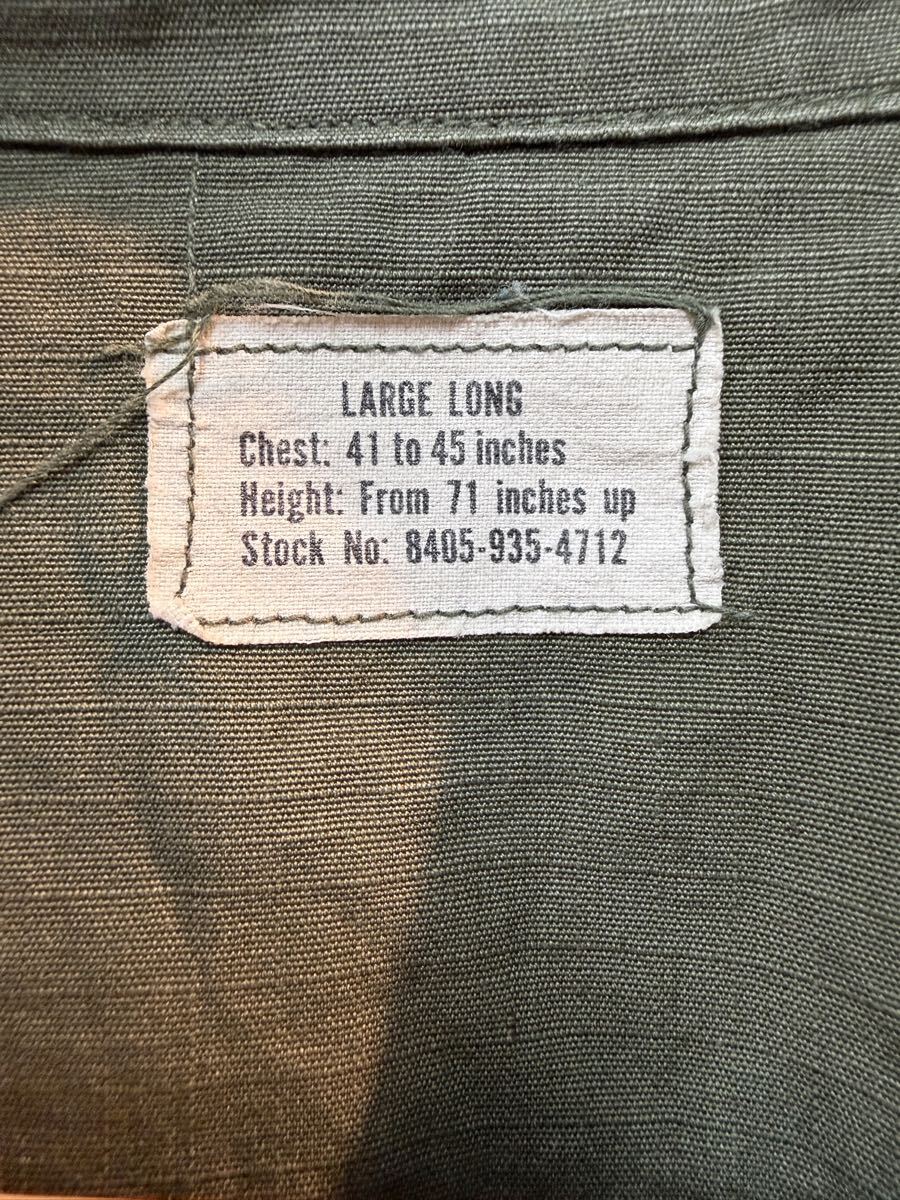 LARGE LONG
Chest: 41 to 45 inches
Height: From 71 inches up
Stock No: 8405-935-4712